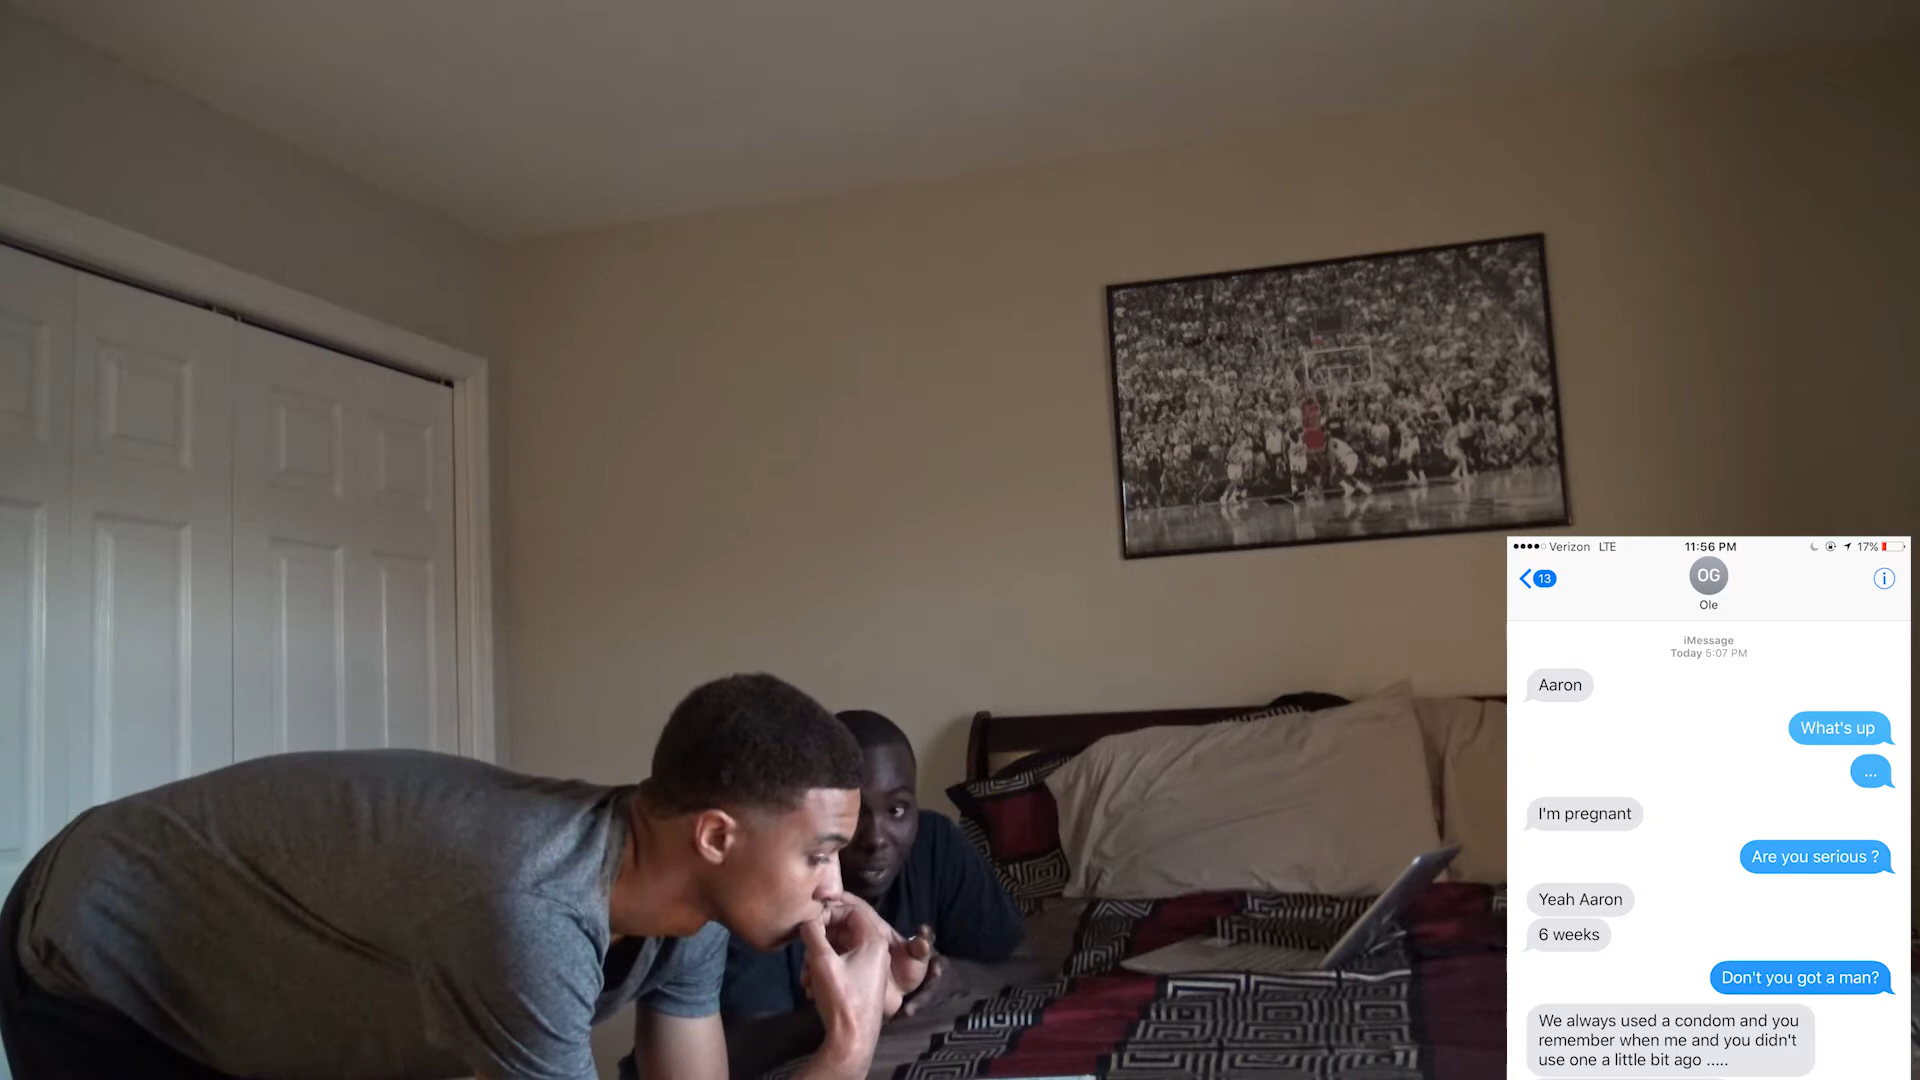 Verizon LTE 11:56 PM 17%
13
OG
Ole
i
iMessage
Today 5:07 PM
Aaron
What's up
...
I'm pregnant
Are you serious ?
Yeah Aaron
6 weeks
Don't you got a man?
We always used a condom and you
remember when me and you didn't
use one a little bit ago .....